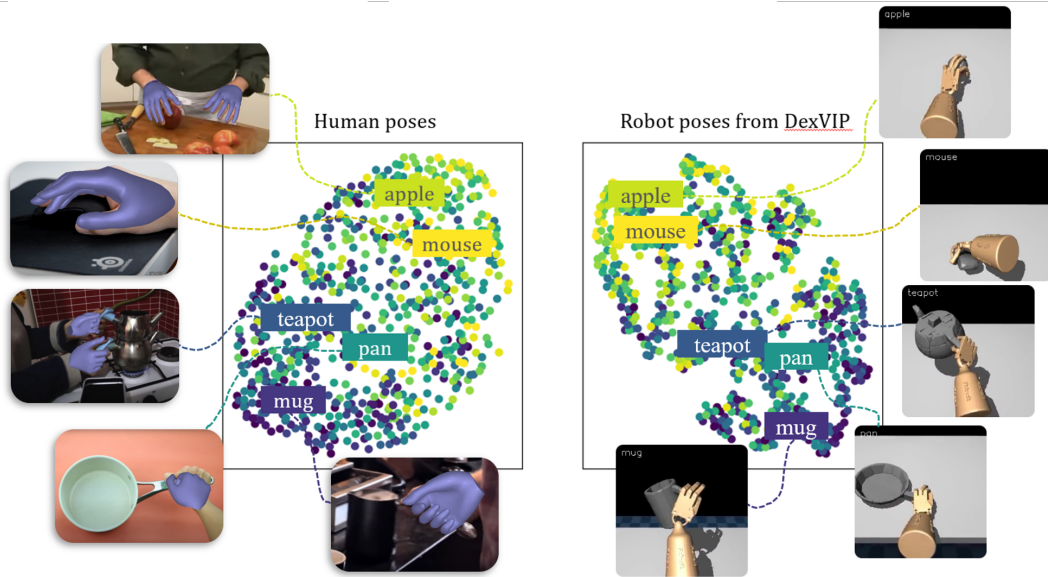 Human poses
apple
mouse
teapot
pan
mug
Robot poses from DexVIP
apple
mouse
teapot
pan
mug
apple
mouse
teapot
pan
mug